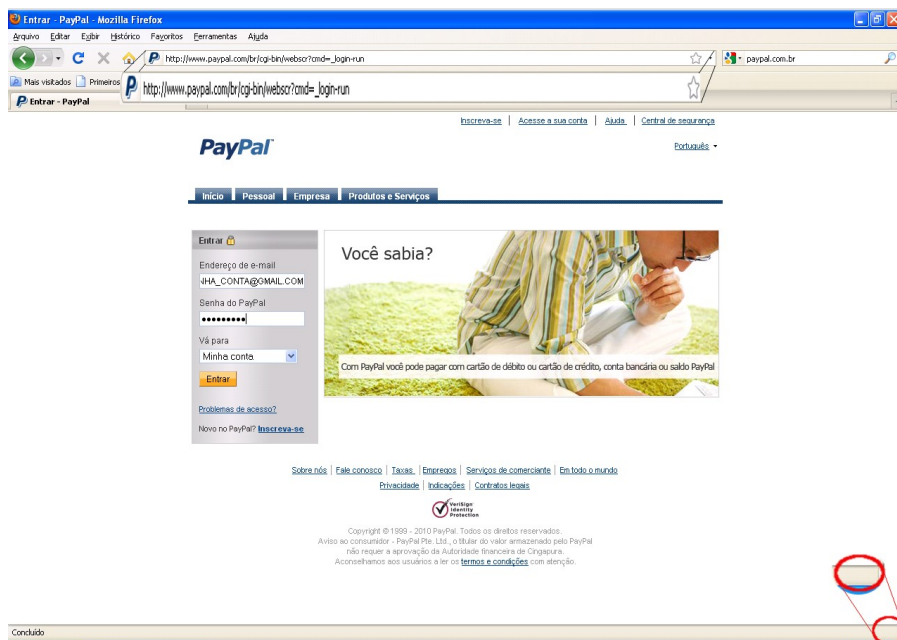 Entrar - PayPal - Mozilla Firefox
Arquivo Editar Exibir Histórico Favoritos Ferramentas Ajuda
http://www.paypal.com/br/cgi-bin/webscr?cmd=_login-run
paypal.com.br
Mais visitados Primeiros
http://www.paypal.com/br/cgi-bin/webscr?cmd=_login-run
Entrar - PayPal
Inscreva-se | Acesse a sua conta | Ajuda | Central de segurança
PayPal
Português
Início Pessoal Empresa Produtos e Serviços
Entrar
Endereço de e-mail
NHA_CONTA@GMAIL.COM
Senha do PayPal
•••••••••
Vá para
Minha conta
Entrar
Problemas de acesso?
Novo no PayPal? Inscreva-se
Você sabia?
Com PayPal você pode pagar com cartão de débito ou cartão de crédito, conta bancária ou saldo PayPal
Sobre nós | Fale conosco | Taxas | Empregos | Serviços de comerciante | Em todo o mundo
Privacidade | Indicações | Contratos legais
VeriSign
Identity
Protection
Copyright © 1999 - 2010 PayPal. Todos os direitos reservados.
Aviso ao consumidor - PayPal Pte. Ltd., o titular do valor armazenado pelo PayPal
não requer a aprovação da Autoridade financeira de Cingapura.
Aconselhamos aos usuários a ler os termos e condições com atenção.
Concluído